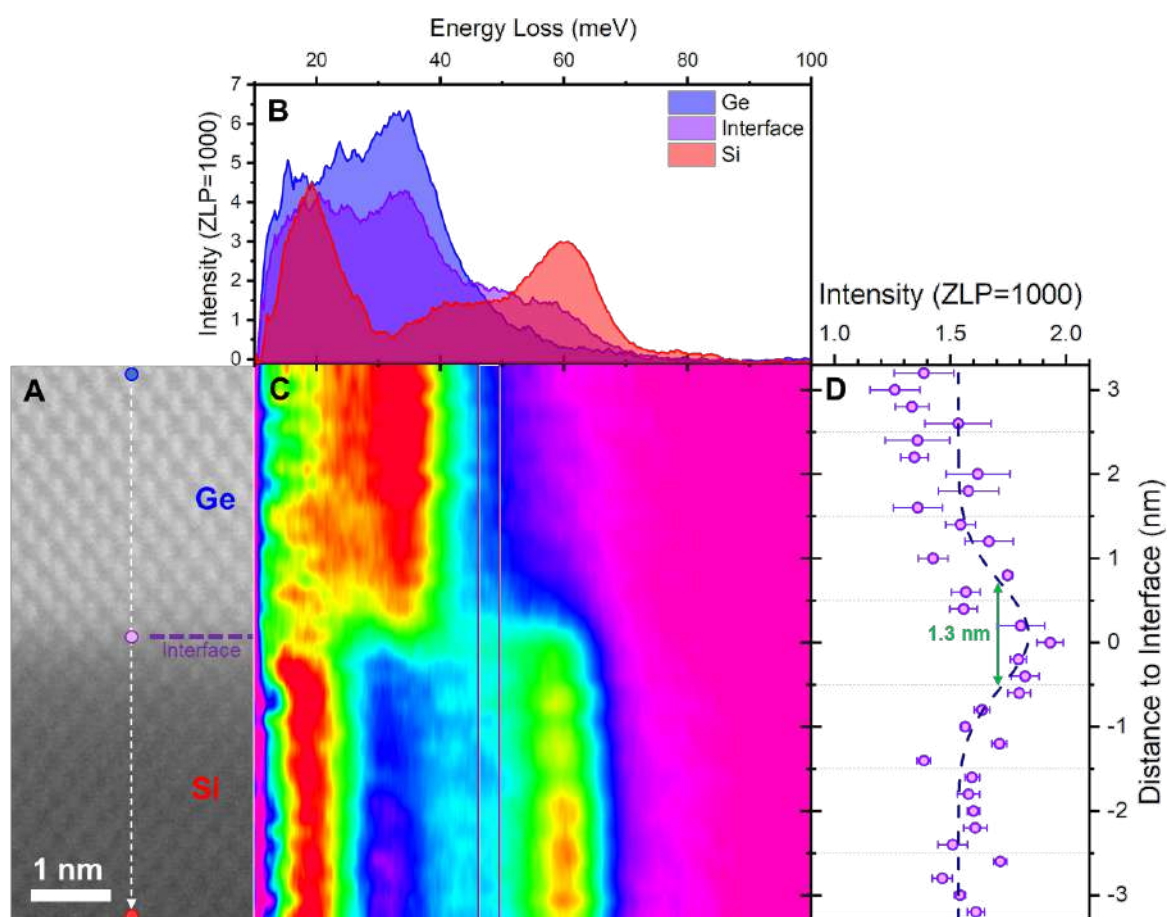 Energy Loss (meV)
20 40 60 80 100
Intensity (ZLP=1000)
7
6
5
4
3
2
1
0
B
Ge
Interface
Si
Intensity (ZLP=1000)
1.0 1.5 2.0
A
Ge
Interface
Si
1 nm
C
D
1.3 nm
3
2
1
0
-1
-2
-3
Distance to Interface (nm)